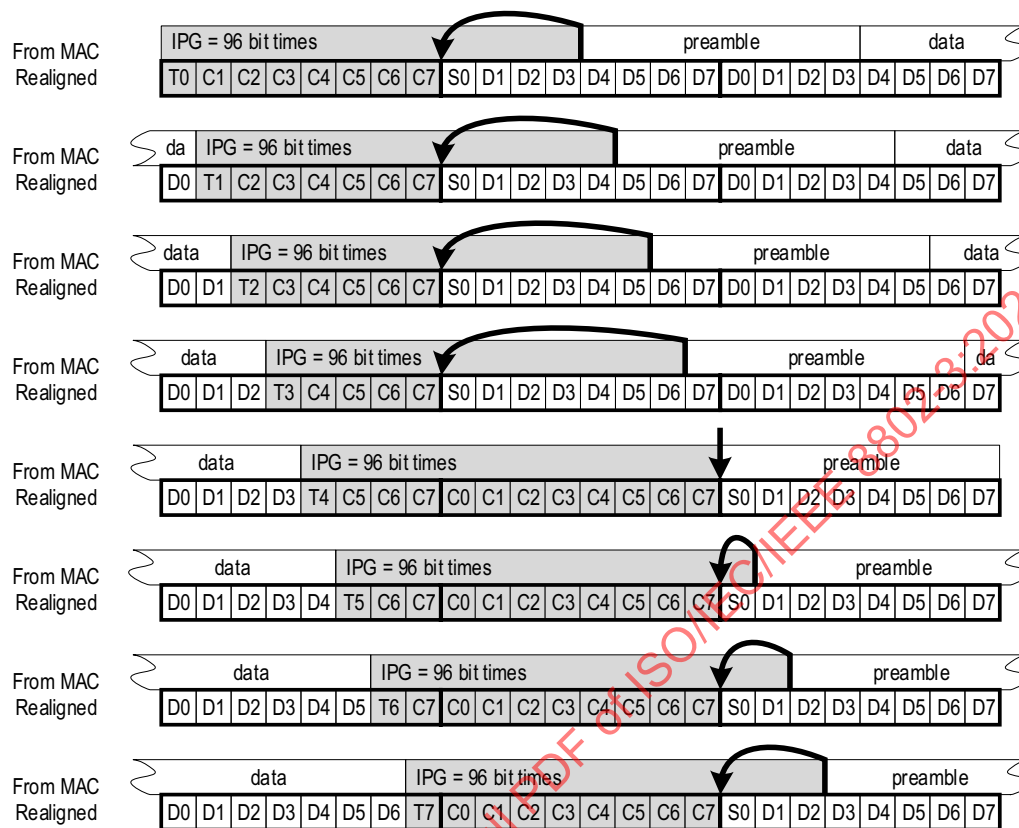 IPG = 96 bit times preamble data
From MAC
Realigned
T0 C1 C2 C3 C4 C5 C6 C7 S0 D1 D2 D3 D4 D5 D6 D7 D0 D1 D2 D3 D4 D5 D6 D7
da IPG = 96 bit times preamble data
From MAC
Realigned
D0 T1 C2 C3 C4 C5 C6 C7 S0 D1 D2 D3 D4 D5 D6 D7 D0 D1 D2 D3 D4 D5 D6 D7
data IPG = 96 bit times preamble data
From MAC
Realigned
D0 D1 T2 C3 C4 C5 C6 C7 S0 D1 D2 D3 D4 D5 D6 D7 D0 D1 D2 D3 D4 D5 D6 D7
data IPG = 96 bit times preamble da
From MAC
Realigned
D0 D1 D2 T3 C4 C5 C6 C7 S0 D1 D2 D3 D4 D5 D6 D7 D0 D1 D2 D3 D4 D5 D6 D7
data IPG = 96 bit times preamble
From MAC
Realigned
D0 D1 D2 D3 T4 C5 C6 C7 C0 C1 C2 C3 C4 C5 C6 C7 S0 D1 D2 D3 D4 D5 D6 D7
data IPG = 96 bit times preamble
From MAC
Realigned
D0 D1 D2 D3 D4 T5 C6 C7 C0 C1 C2 C3 C4 C5 C6 C7 S0 D1 D2 D3 D4 D5 D6 D7
data IPG = 96 bit times preamble
From MAC
Realigned
D0 D1 D2 D3 D4 D5 T6 C7 C0 C1 C2 C3 C4 C5 C6 C7 S0 D1 D2 D3 D4 D5 D6 D7
data IPG = 96 bit times preamble
From MAC
Realigned
D0 D1 D2 D3 D4 D5 D6 T7 C0 C1 C2 C3 C4 C5 C6 C7 S0 D1 D2 D3 D4 D5 D6 D7
PDF of ISO/IEC/IEEE 8802-3:202